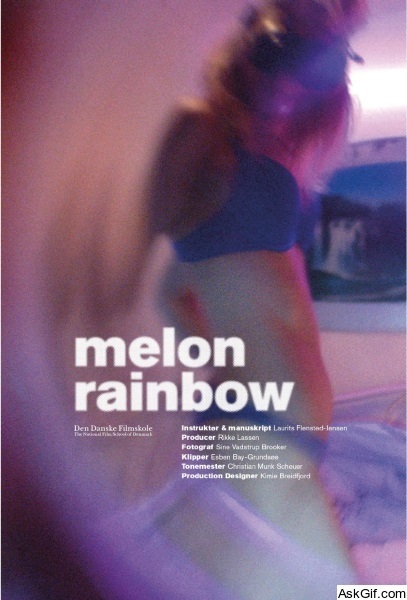 melon
rainbow
Den Danske Filmskole
The National Film School of Denmark
Instruktør & manuskript Laurits Flensted-Jensen
Producer Rikke Lassen
Fotograf Sine Vadstrup Brooker
Klipper Esben Bay-Grundsøe
Tonemester Christian Munk Scheuer
Production Designer Kimie Breidfjord
AskGif.com